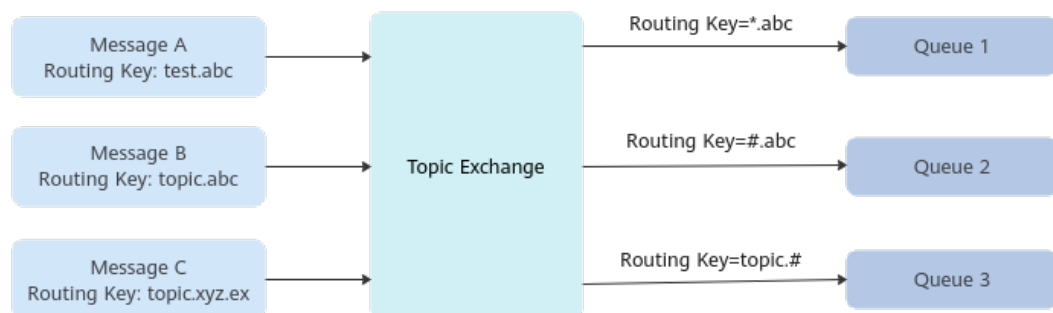 Message A
Routing Key: test.abc
Message B
Routing Key: topic.abc
Message C
Routing Key: topic.xyz.ex
Topic Exchange
Routing Key=*.abc
Routing Key=#.abc
Routing Key=topic.#
Queue 1
Queue 2
Queue 3